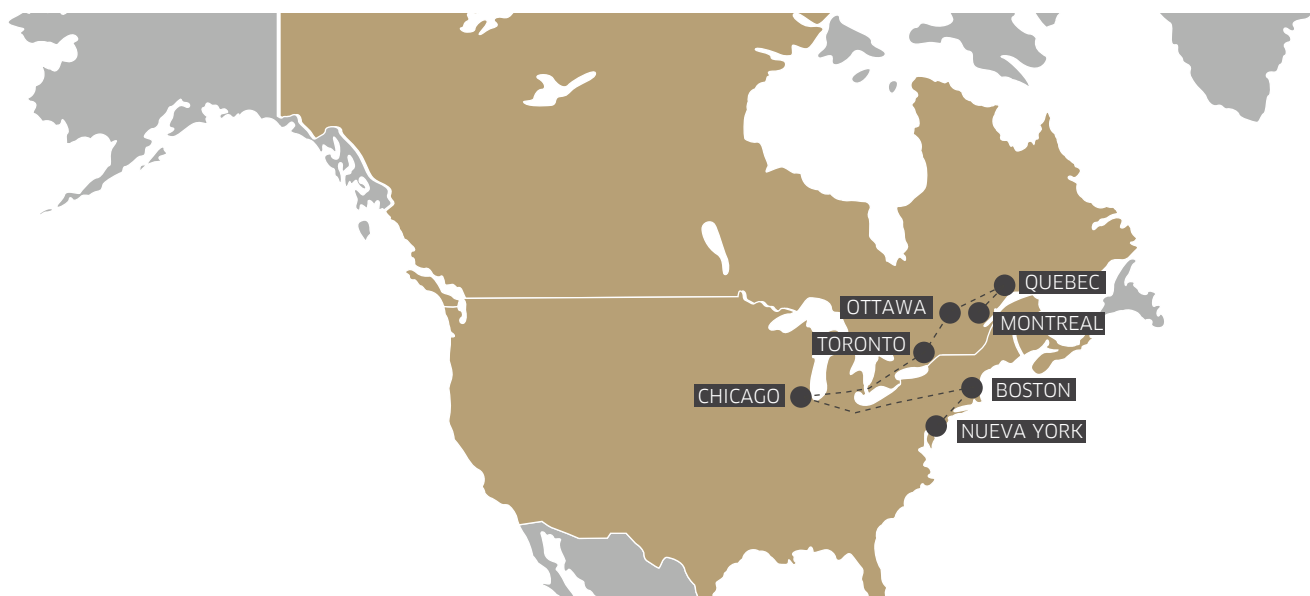 QUEBEC
OTTAWA
MONTREAL
TORONTO
CHICAGO
BOSTON
NUEVA YORK